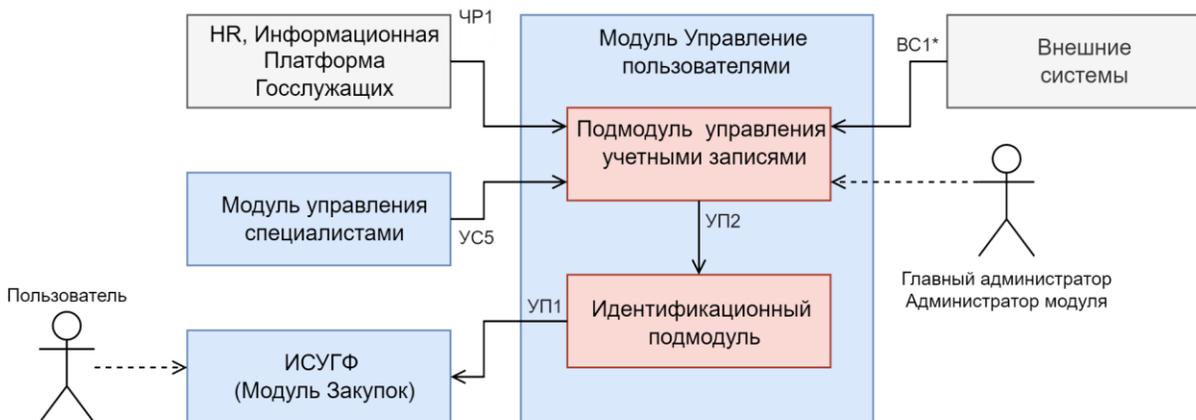 ЧР1
HR, Информационная
Платформа
Госслужащих
Модуль Управление
пользователями
ВС1*
Внешние
системы
Подмодуль управления
учетными записями
Модуль управления
специалистами
УС5
УП2
Главный администратор
Администратор модуля
Пользователь
УП1
Идентификационный
подмодуль
ИСУГФ
(Модуль Закупок)